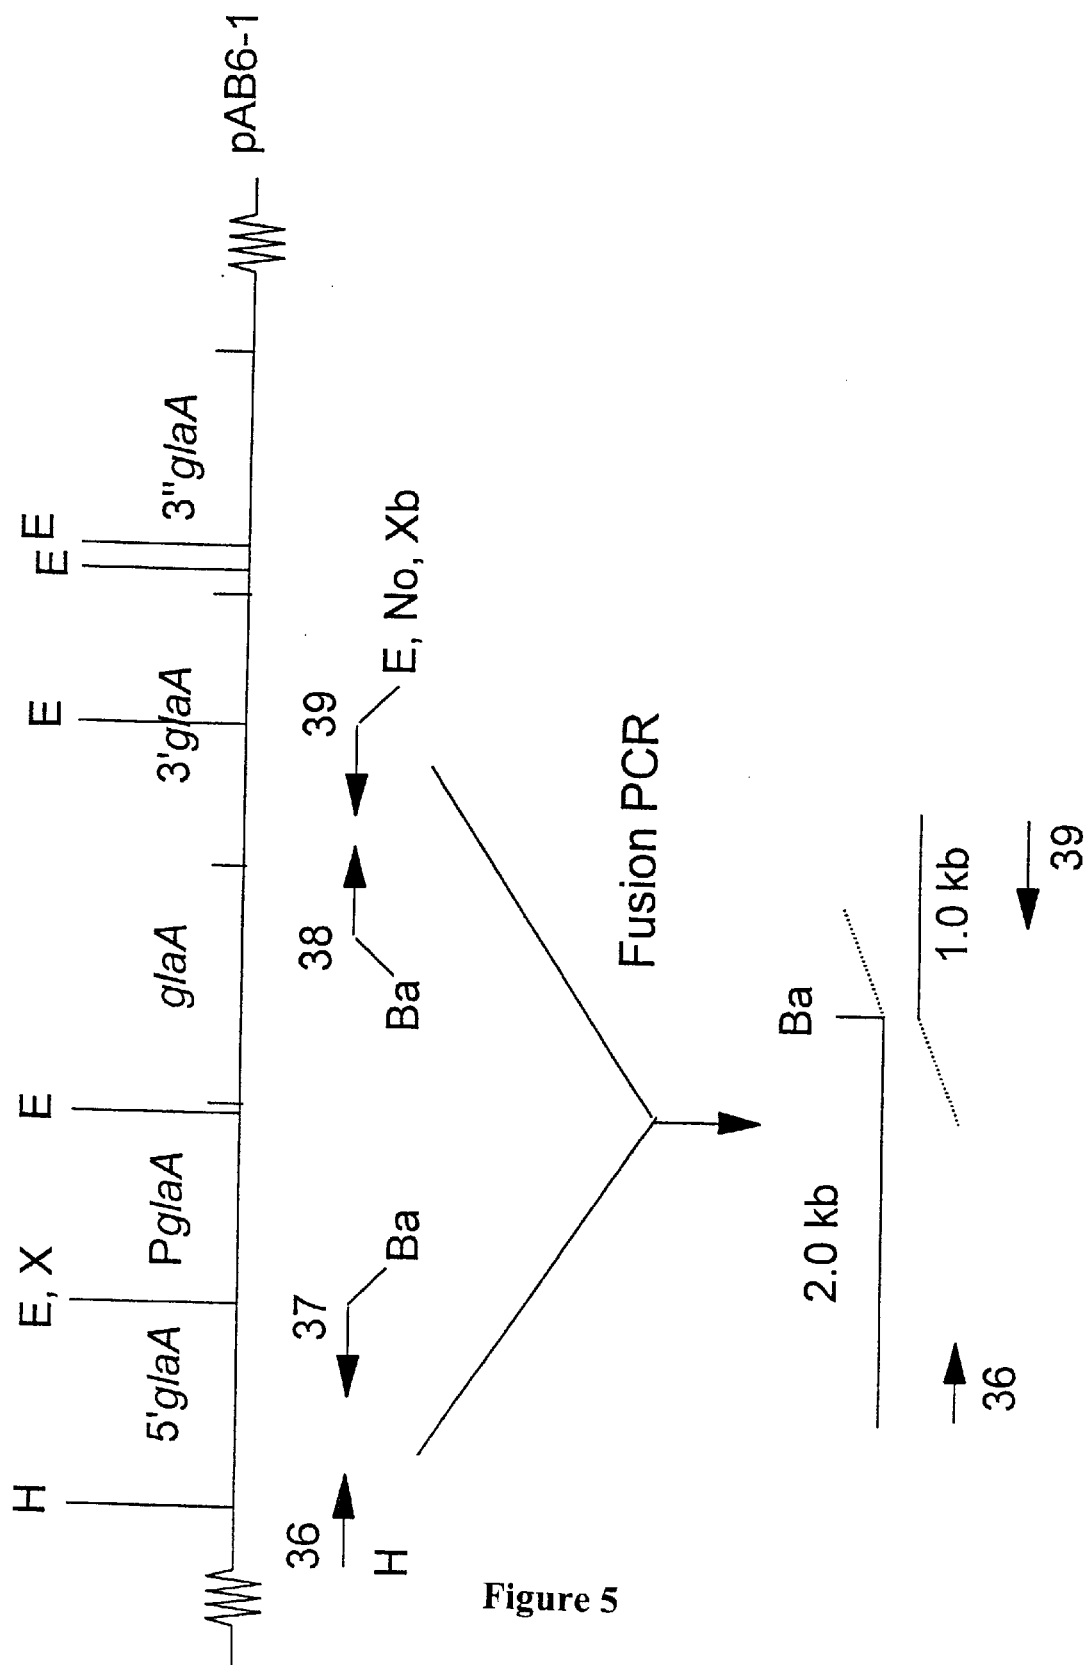 pAB6-1
H
E, X
E
E
E
E
5'glaA
PglaA
glaA
3'glaA
3"glaA
36
H
37
Ba
38
Ba
39
E, No, Xb
Fusion PCR
2.0 kb
Ba
1.0 kb
36
39
Figure 5